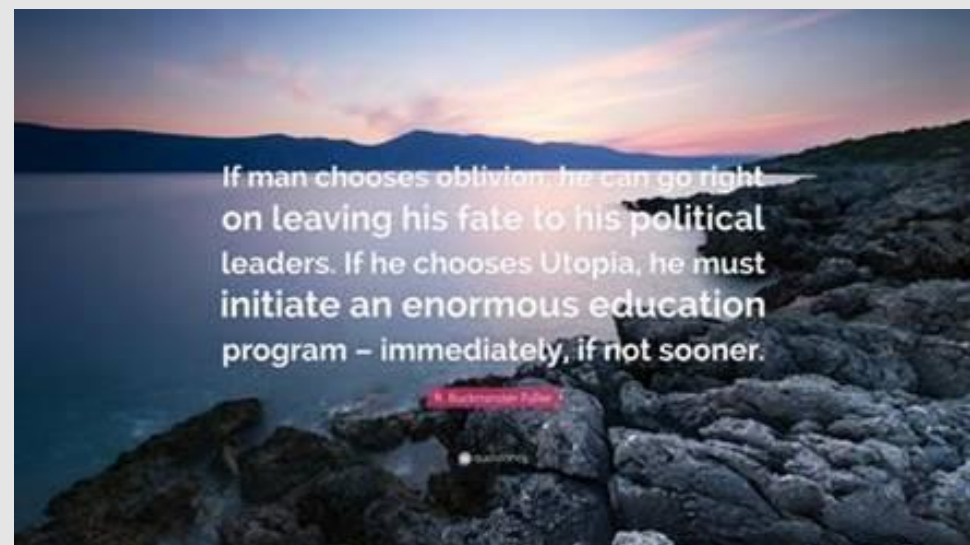 If man chooses oblivion, he can go right
on leaving his fate to his political
leaders. If he chooses Utopia, he must
initiate an enormous education
program – immediately, if not sooner.
R. Buckminster Fuller
quotefancy